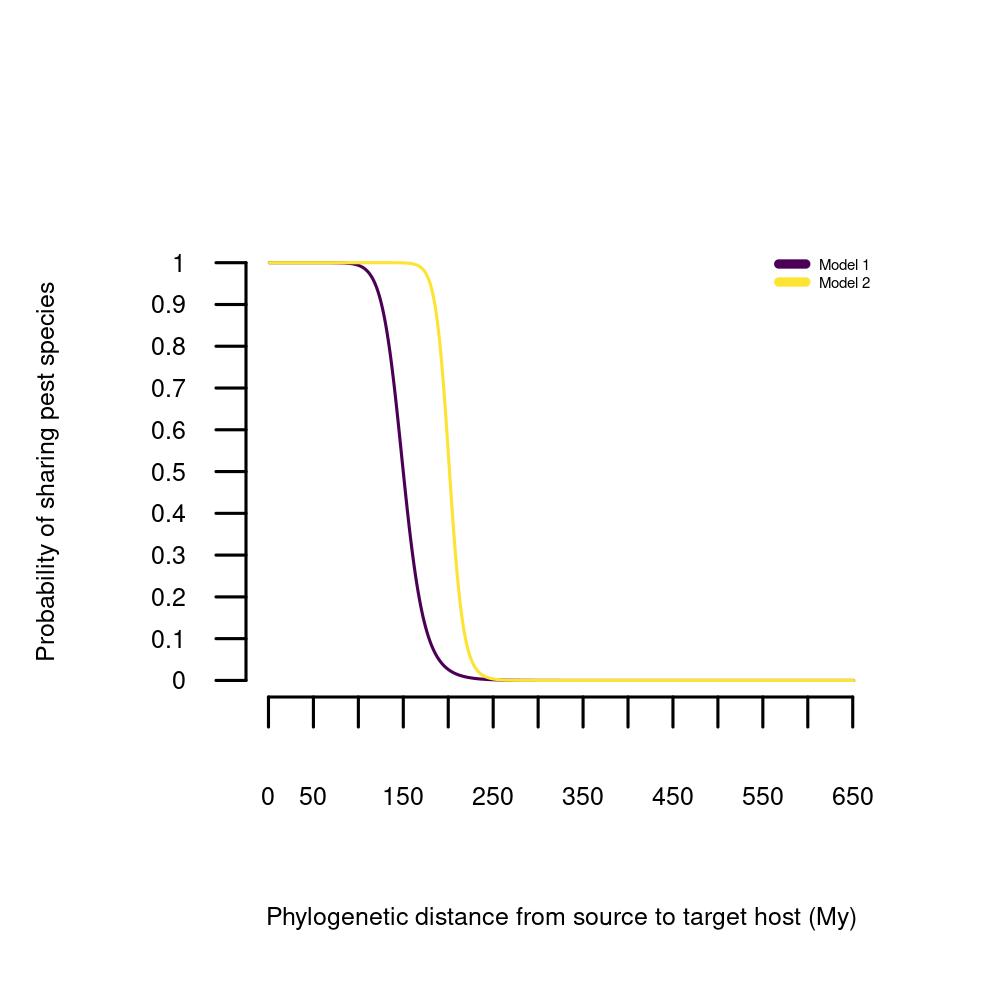 Model 1
Model 2
Probability of sharing pest species
1
0.9
0.8
0.7
0.6
0.5
0.4
0.3
0.2
0.1
0
0 50 150 250 350 450 550 650
Phylogenetic distance from source to target host (My)